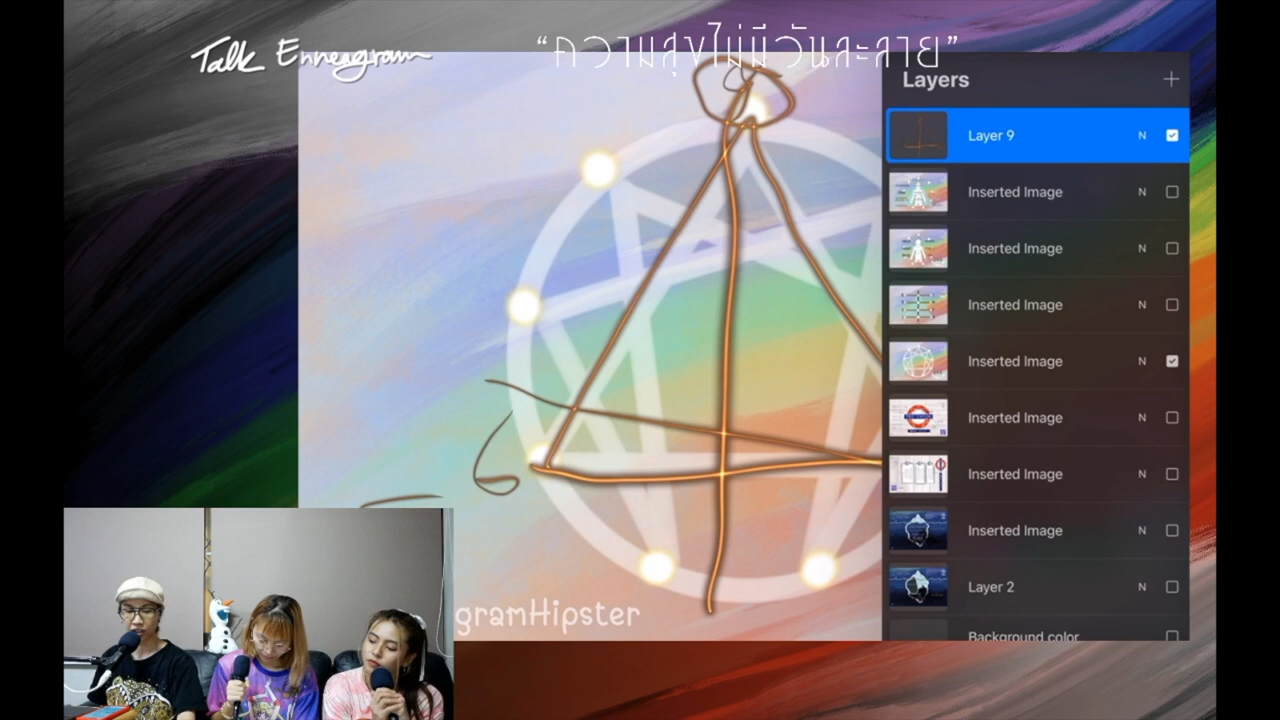 Talk Enneagram
“ความสุขไม่มีวันละลาย”
Layers
Layer 9 N
Inserted Image N
Inserted Image N
Inserted Image N
Inserted Image N
Inserted Image N
Inserted Image N
Inserted Image N
Layer 2 N
Background color
6
gramHipster